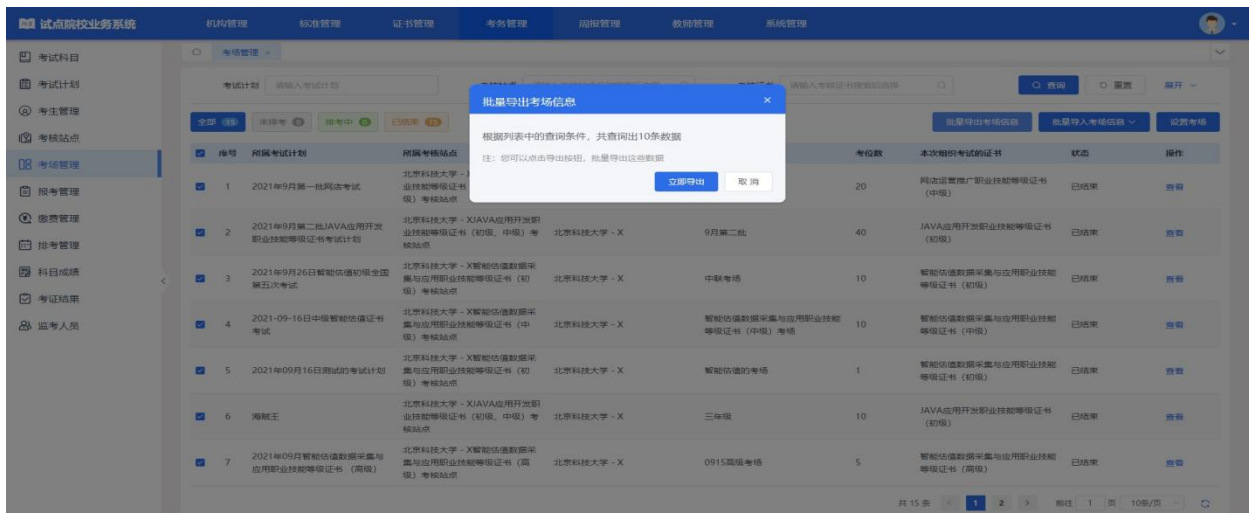 试点院校业务系统 机构管理 标准管理 证书管理 考务管理 周报管理 教师管理 系统管理
考试科目
考试计划
考生管理
考核站点
考场管理
报考管理
缴费管理
排考管理
科目成绩
考证结果
监考人员
考场管理 ×
考试计划 请输入考试计划 请输入考核证书搜索后选择 查询 重置 展开
全部 15 未排考 0 排考中 0 已结束 15 批量导出考场信息 批量导入考场信息 设置考场
批量导出考场信息 ×
根据列表中的查询条件，共查询出10条数据
注：您可以点击导出按钮，批量导出这些数据
立即导出 取消
序号 所属考试计划 所属考核站点 考位数 本次组织考试的证书 状态 操作
1 2021年9月第一批网店考试 20 网店运营推广职业技能等级证书（中级） 已结束 查看
2 2021年9月第二批JAVA应用开发职业技能等级证书考试计划 北京科技大学 - XJAVA应用开发职业技能等级证书（初级、中级）考核站点 北京科技大学 - X 9月第二批 40 JAVA应用开发职业技能等级证书（初级） 已结束 查看
3 2021年9月26日智能估值初级全国第五次考试 北京科技大学 - X智能估值数据采集与应用职业技能等级证书（初级）考核站点 北京科技大学 - X 中联考场 10 智能估值数据采集与应用职业技能等级证书（初级） 已结束 查看
4 2021-09-16日中级智能估值证书考试 北京科技大学 - X智能估值数据采集与应用职业技能等级证书（中级）考核站点 北京科技大学 - X 智能估值数据采集与应用职业技能等级证书（中级）考场 10 智能估值数据采集与应用职业技能等级证书（中级） 已结束 查看
5 2021年09月16日测试的考试计划 北京科技大学 - X智能估值数据采集与应用职业技能等级证书（初级）考核站点 北京科技大学 - X 智能估值的考场 1 智能估值数据采集与应用职业技能等级证书（初级） 已结束 查看
6 海贼王 北京科技大学 - XJAVA应用开发职业技能等级证书（初级、中级）考核站点 北京科技大学 - X 三年级 10 JAVA应用开发职业技能等级证书（初级） 已结束 查看
7 2021年09月智能估值数据采集与应用职业技能等级证书（高级） 北京科技大学 - X智能估值数据采集与应用职业技能等级证书（高级）考核站点 北京科技大学 - X 0915高级考场 5 智能估值数据采集与应用职业技能等级证书（高级） 已结束 查看
共 15 条 < 1 2 > 前往 1 页 10条/页